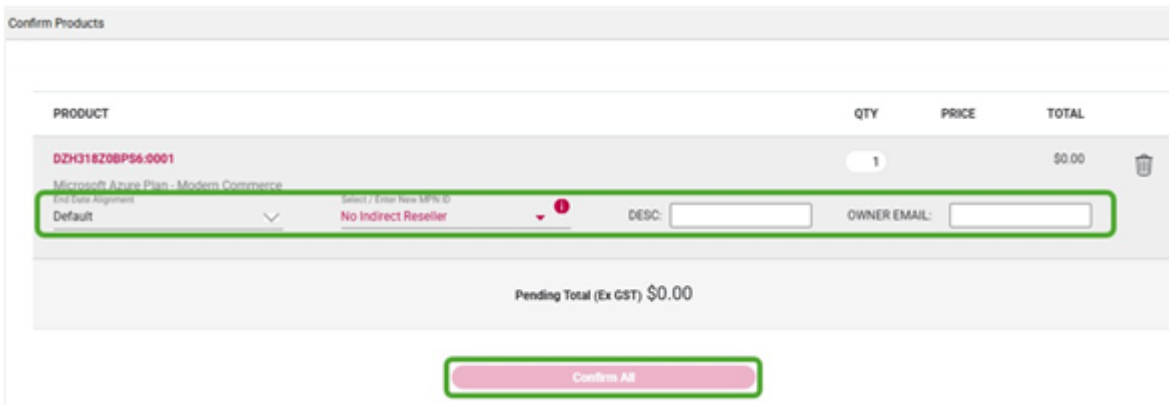 Confirm Products
PRODUCT QTY PRICE TOTAL
DZH318Z0BPS6:0001 1 $0.00
Microsoft Azure Plan - Modern Commerce
End Date Alignment Select / Enter New MPN ID
Default No Indirect Reseller i DESC: OWNER EMAIL:
Pending Total (Ex GST) $0.00
Confirm All